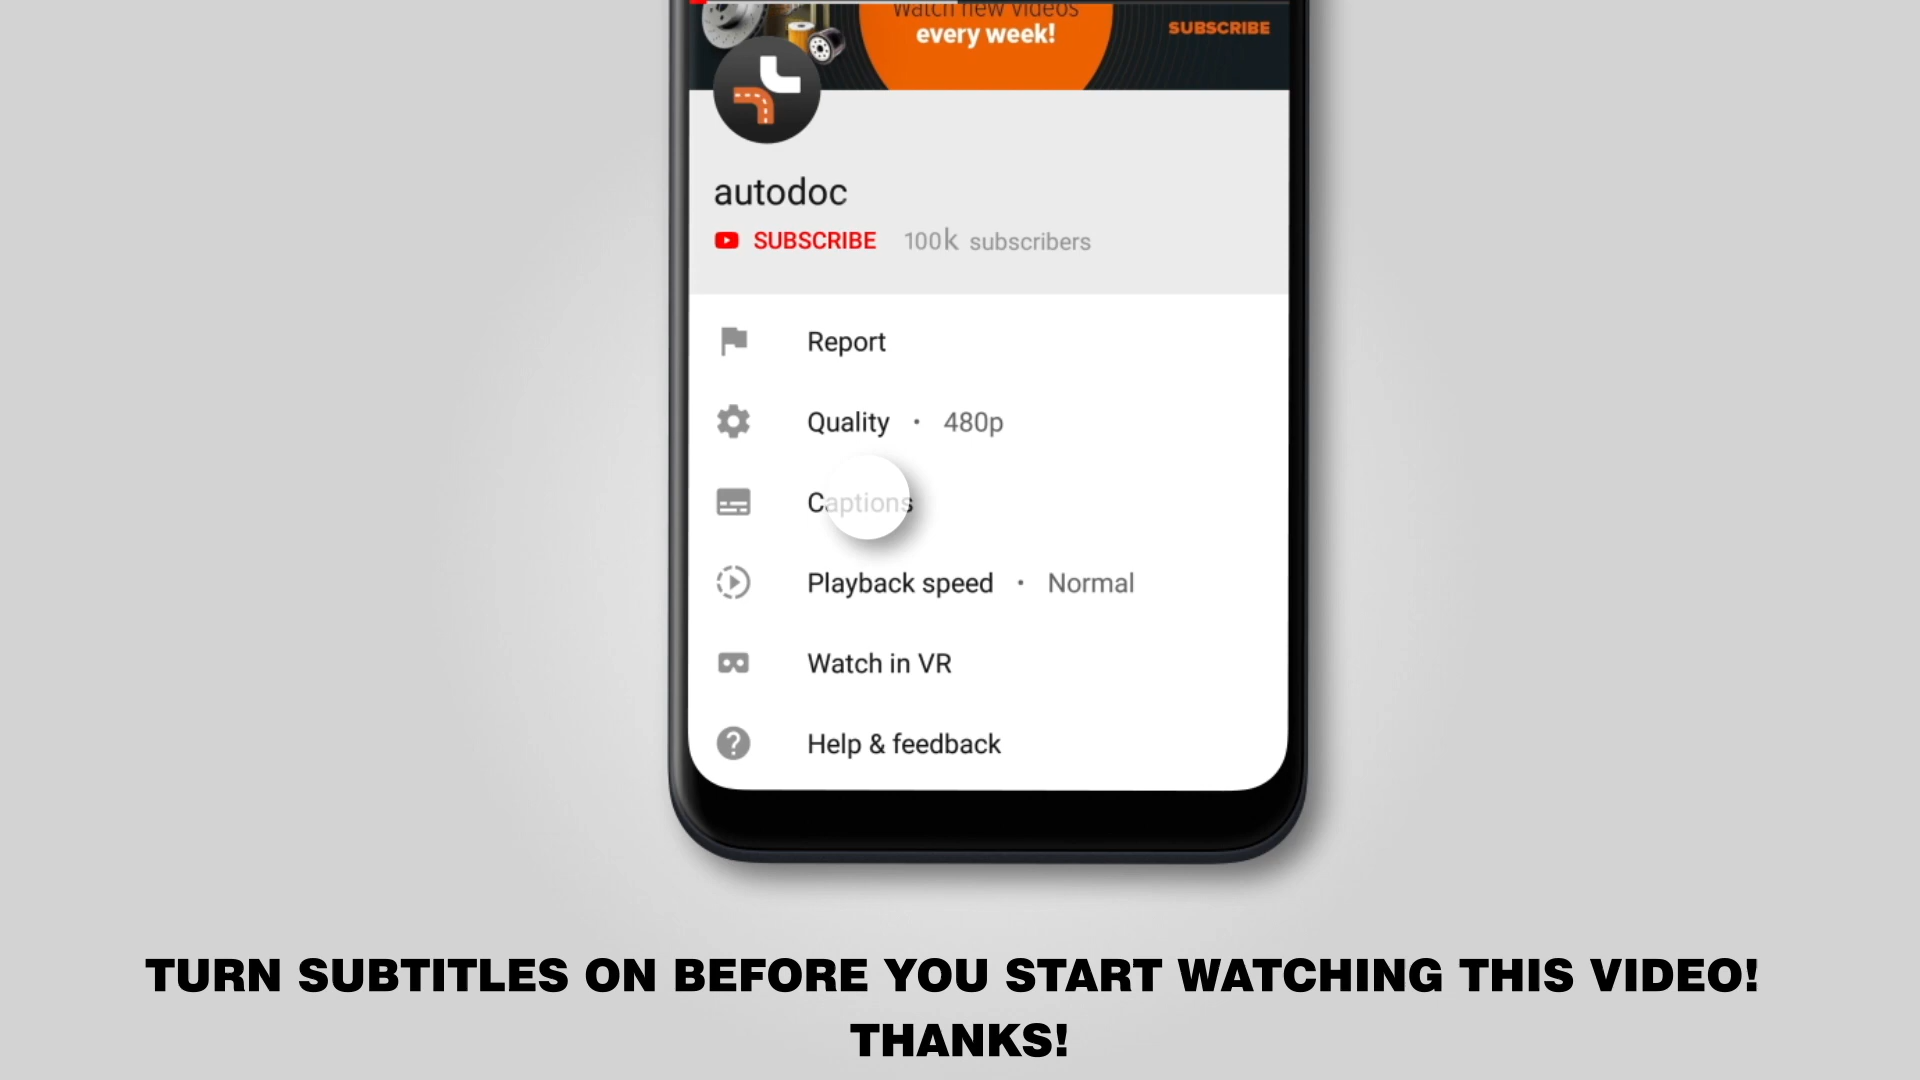 Watch new videos
every week!
SUBSCRIBE
autodoc
SUBSCRIBE 100k subscribers
Report
Quality · 480p
Captions
Playback speed · Normal
Watch in VR
Help & feedback
TURN SUBTITLES ON BEFORE YOU START WATCHING THIS VIDEO!
THANKS!